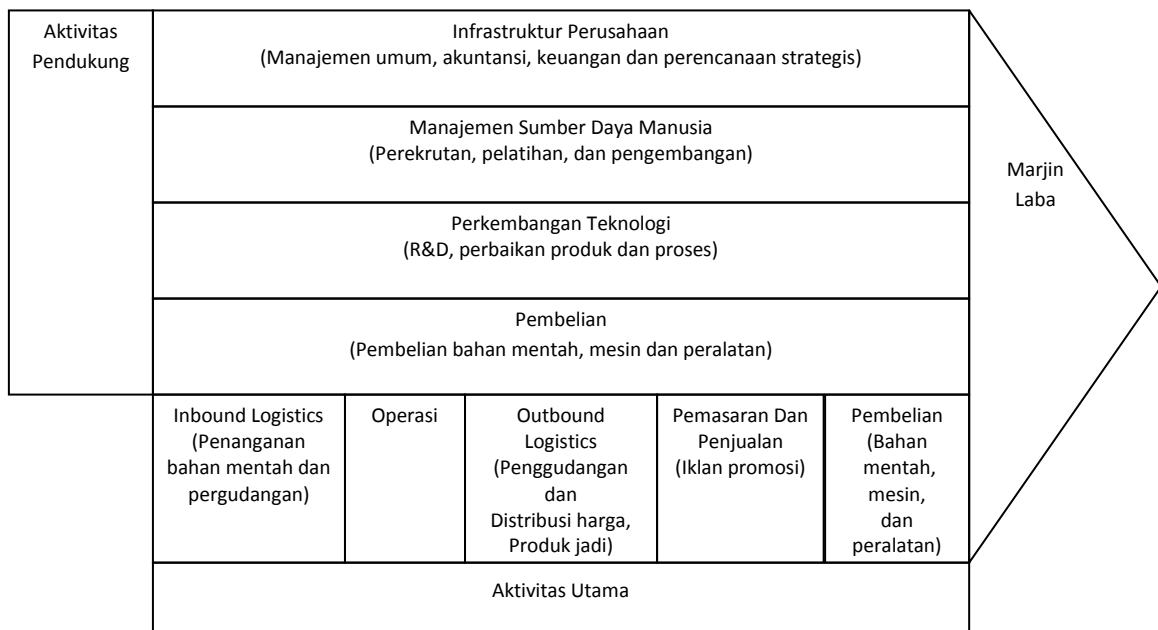 Aktivitas
Pendukung
Infrastruktur Perusahaan
(Manajemen umum, akuntansi, keuangan dan perencanaan strategis)
Manajemen Sumber Daya Manusia
(Perekrutan, pelatihan, dan pengembangan)
Perkembangan Teknologi
(R&D, perbaikan produk dan proses)
Pembelian
(Pembelian bahan mentah, mesin dan peralatan)
Marjin
Laba
Inbound Logistics
(Penanganan
bahan mentah dan
pergudangan)
Operasi
Outbound
Logistics
(Penggudangan
dan
Distribusi harga,
Produk jadi)
Pemasaran Dan
Penjualan
(Iklan promosi)
Pembelian
(Bahan
mentah,
mesin,
dan
peralatan)
Aktivitas Utama